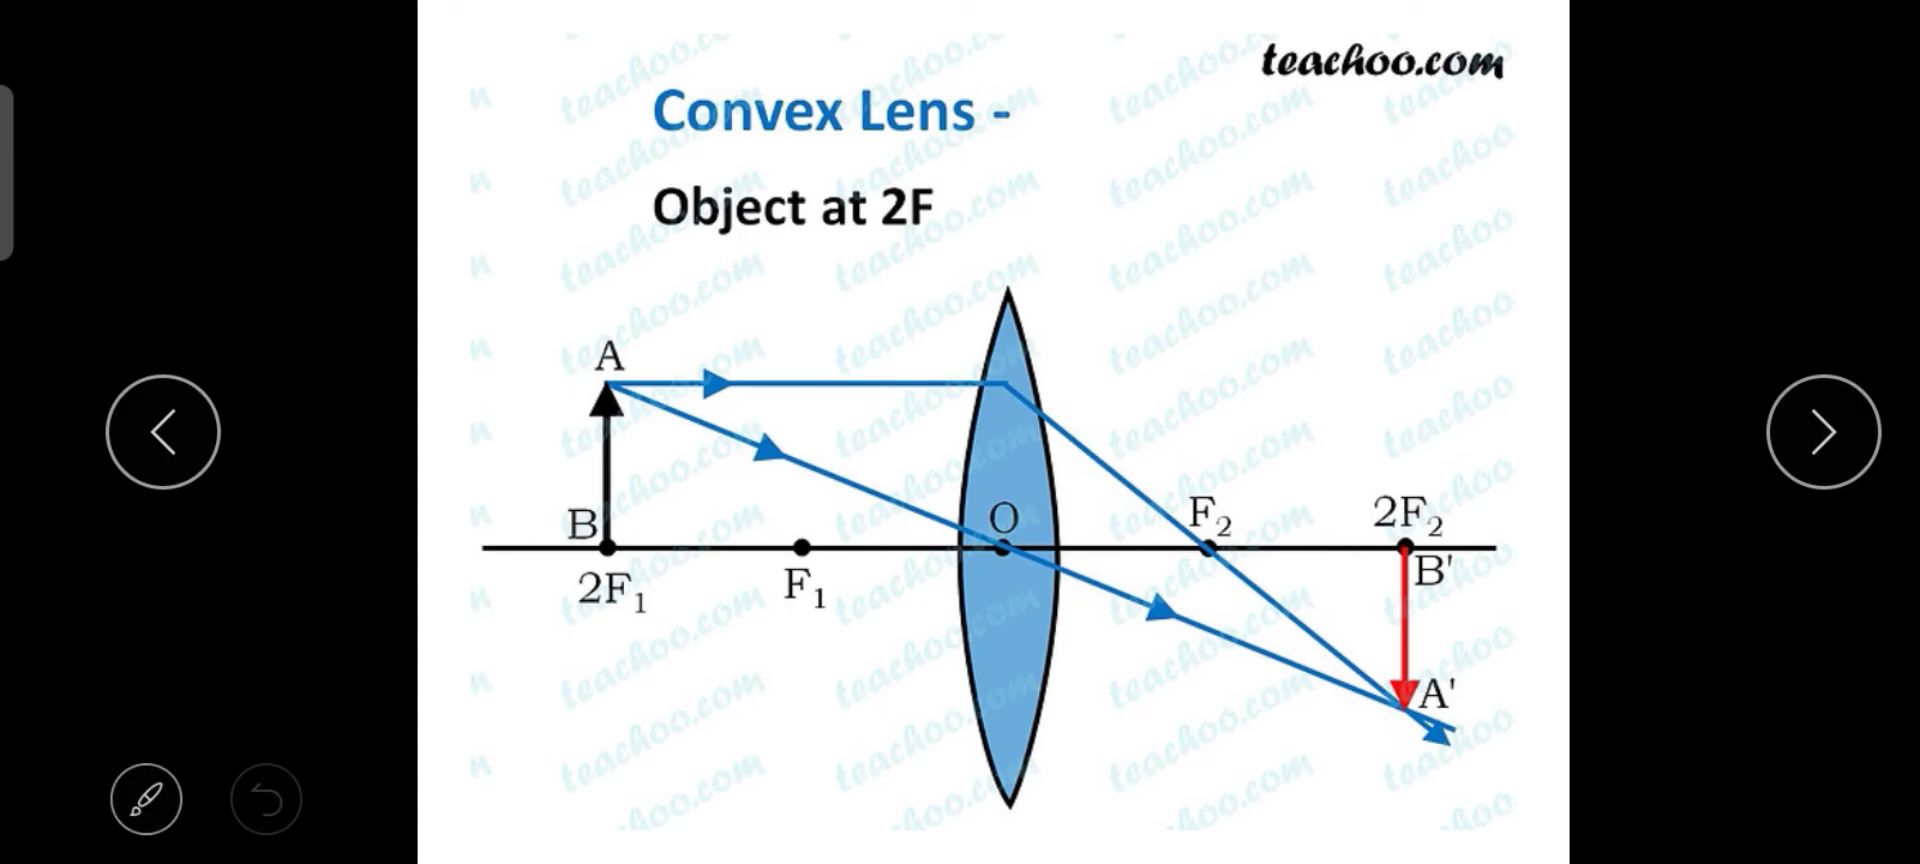 teachoo.com
Convex Lens -
Object at 2F
A
B
O
F₂
2F₂
2F₁
F₁
B'
A'